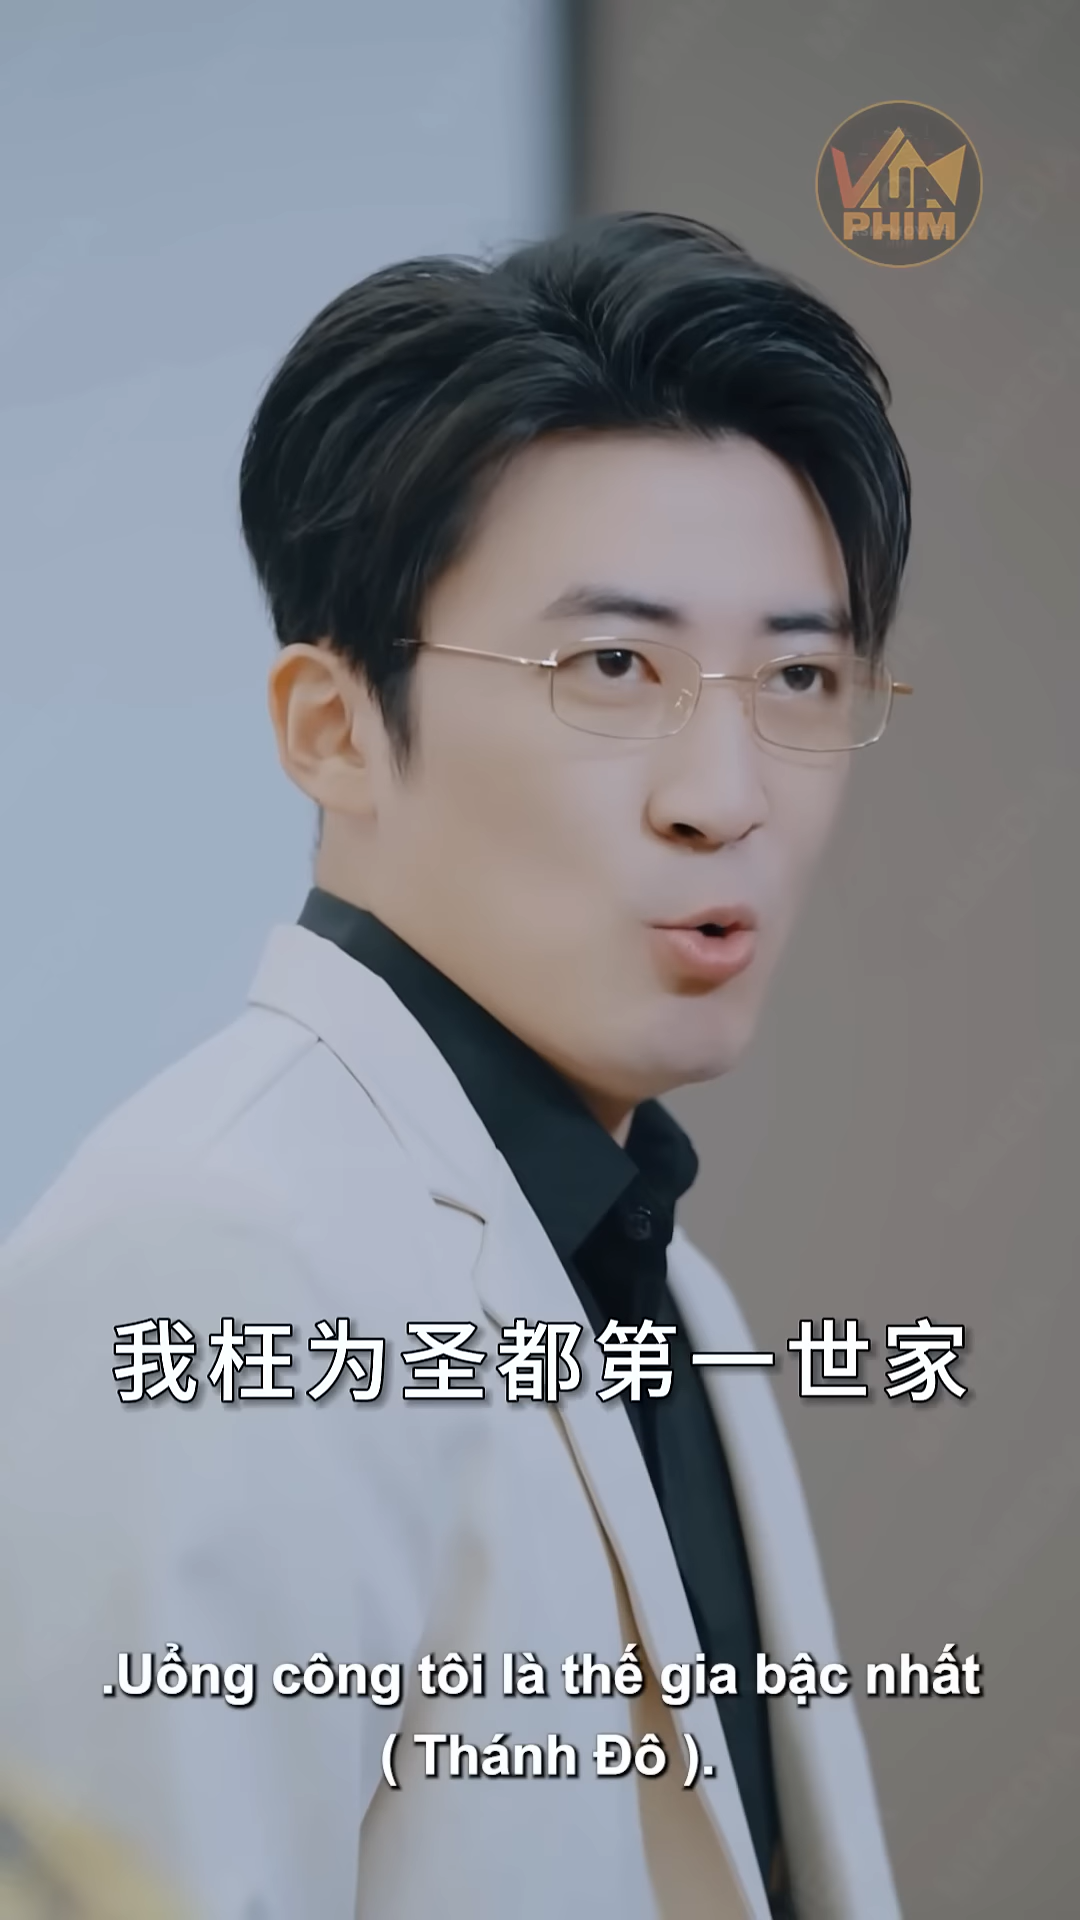 VUA
PHIM
我枉为圣都第一世家
.Uổng công tôi là thế gia bậc nhất
( Thánh Đô ).